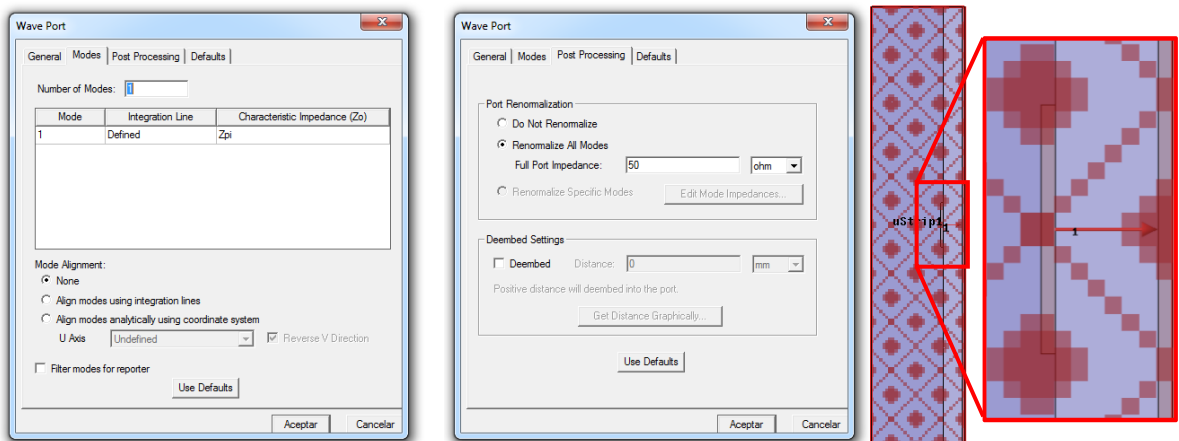 Wave Port
General Modes Post Processing Defaults
Number of Modes: 1
Mode Integration Line Characteristic Impedance (Zo)
1 Defined Zpi
Mode Alignment:
None
Align modes using integration lines
Align modes analytically using coordinate system
U Axis Undefined Reverse V Direction
Filter modes for reporter
Use Defaults
Aceptar Cancelar
Wave Port
General Modes Post Processing Defaults
Port Renormalization
Do Not Renormalize
Renormalize All Modes
Full Port Impedance: 50 ohm
Renormalize Specific Modes Edit Mode Impedances...
Deembed Settings
Deembed Distance: 0 mm
Positive distance will deembed into the port.
Get Distance Graphically...
Use Defaults
Aceptar Cancelar
uStrip1
1
1